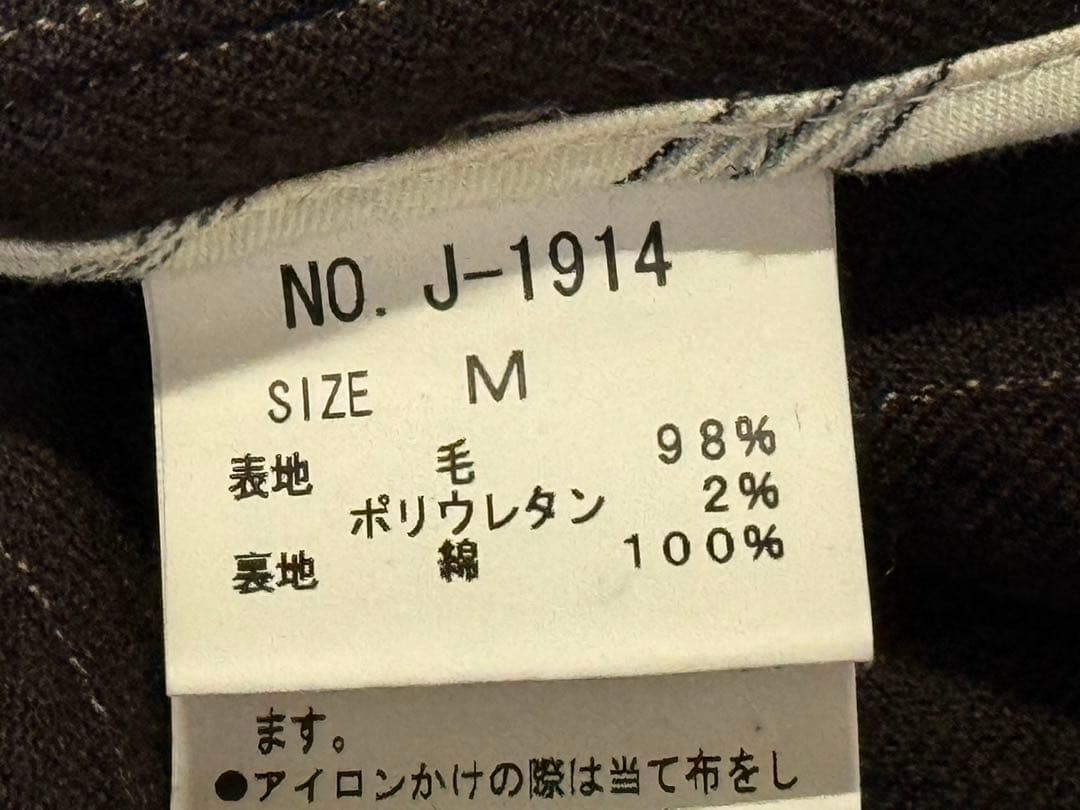 NO. J-1914
SIZE M
表地 毛 98%
ポリウレタン 2%
裏地 綿 100%
ます。
●アイロンかけの際は当て布をし